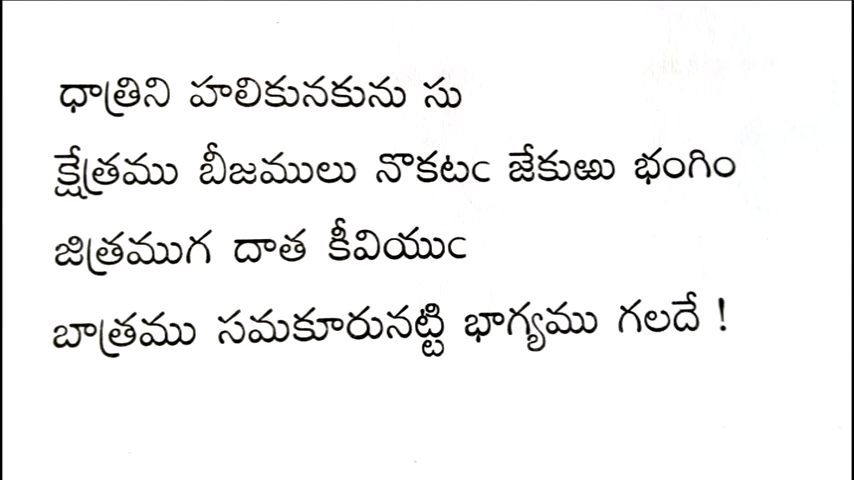 ధాత్రిని హలికునకును సు
క్షేత్రము బీజములు నొకటఁ జేకుఱు భంగిం
జిత్రముగ దాత కీవియుఁ
బాత్రము సమకూరునట్టి భాగ్యము గలదే !